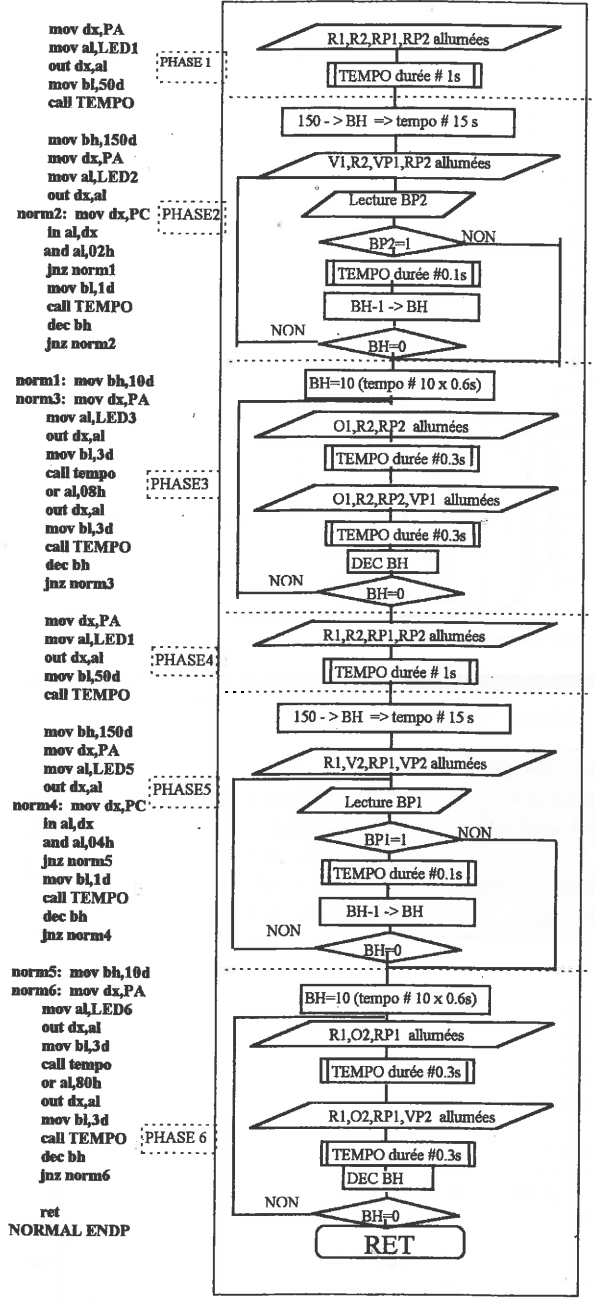 mov dx,PA
mov al,LED1
out dx,al
mov bl,50d
call TEMPO
PHASE 1
R1,R2,RP1,RP2 allumées
TEMPO durée # 1s
mov bh,150d
mov dx,PA
mov al,LED2
out dx,al
norm2: mov dx,PC
in al,dx
and al,02h
jnz norm1
mov bl,1d
call TEMPO
dec bh
jnz norm2
PHASE2
150 - > BH => tempo # 15 s
V1,R2,VP1,RP2 allumées
Lecture BP2
BP2=1
NON
TEMPO durée #0.1s
BH-1 -> BH
NON
BH=0
norm1: mov bh,10d
norm3: mov dx,PA
mov al,LED3
out dx,al
mov bl,3d
call tempo
or al,08h
out dx,al
mov bl,3d
call TEMPO
dec bh
jnz norm3
PHASE3
BH=10 (tempo # 10 x 0.6s)
O1,R2,RP2 allumées
TEMPO durée #0.3s
O1,R2,RP2,VP1 allumées
TEMPO durée #0.3s
DEC BH
NON
BH=0
mov dx,PA
mov al,LED1
out dx,al
mov bl,50d
call TEMPO
PHASE4
R1,R2,RP1,RP2 allumées
TEMPO durée # 1s
mov bh,150d
mov dx,PA
mov al,LED5
out dx,al
norm4: mov dx,PC
in al,dx
and al,04h
jnz norm5
mov bl,1d
call TEMPO
dec bh
jnz norm4
PHASE5
150 - > BH => tempo # 15 s
R1,V2,RP1,VP2 allumées
Lecture BP1
BP1=1
NON
TEMPO durée #0.1s
BH-1 -> BH
NON
BH=0
norm5: mov bh,10d
norm6: mov dx,PA
mov al,LED6
out dx,al
mov bl,3d
call tempo
or al,80h
out dx,al
mov bl,3d
call TEMPO
dec bh
jnz norm6
PHASE 6
BH=10 (tempo # 10 x 0.6s)
R1,O2,RP1 allumées
TEMPO durée #0.3s
R1,O2,RP1,VP2 allumées
TEMPO durée #0.3s
DEC BH
NON
BH=0
ret
NORMAL ENDP
RET